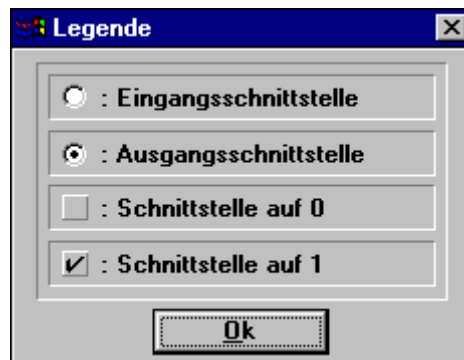 Legende
: Eingangsschnittstelle
: Ausgangsschnittstelle
: Schnittstelle auf 0
: Schnittstelle auf 1
Ok